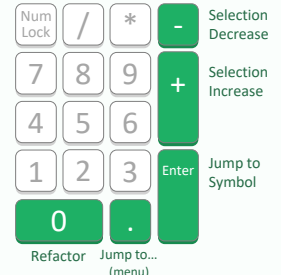 Num
Lock
/
*
-
Selection
Decrease
7
8
9
+
Selection
Increase
4
5
6
1
2
3
Enter
Jump to
Symbol
0
.
Refactor
Jump to...
(menu)